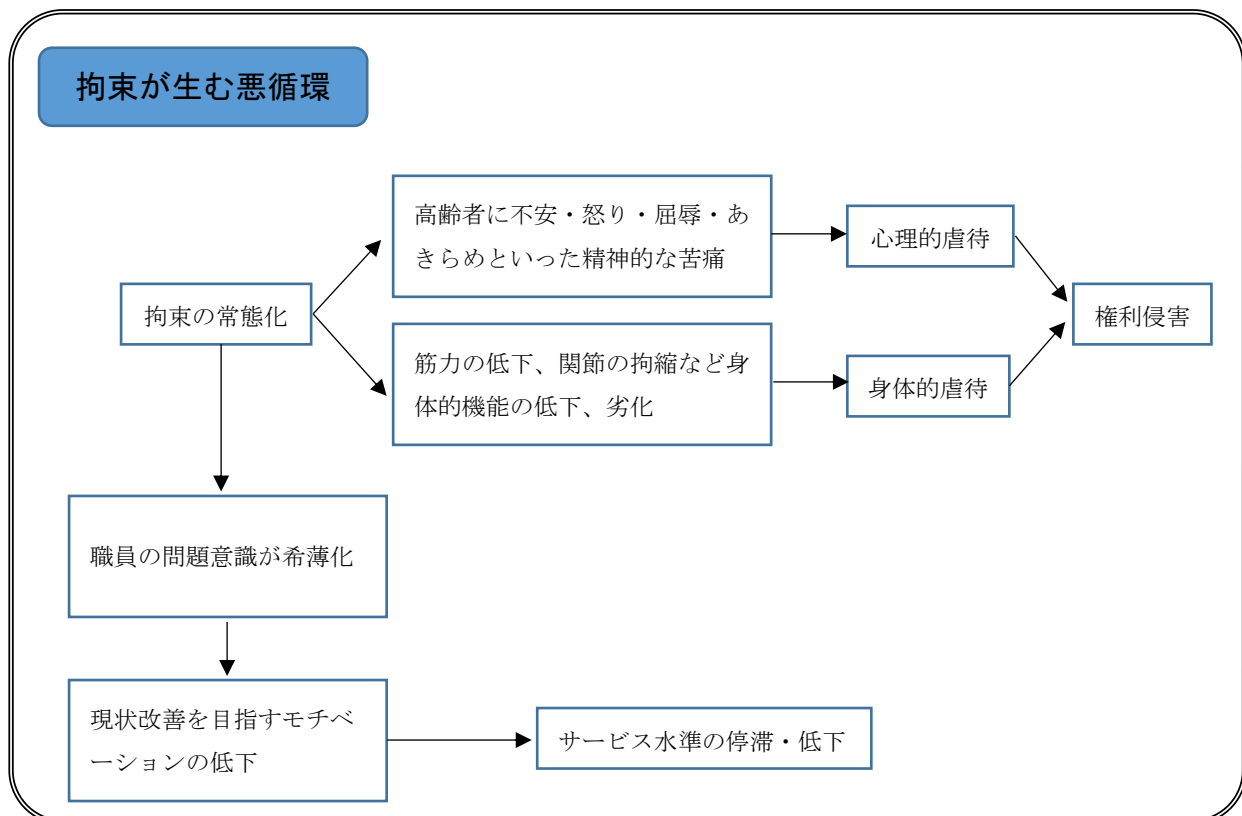 拘束が生む悪循環
高齢者に不安・怒り・屈辱・あ
きらめといった精神的な苦痛
心理的虐待
拘束の常態化
権利侵害
筋力の低下、関節の拘縮など身
体的機能の低下、劣化
身体的虐待
職員の問題意識が希薄化
現状改善を目指すモチベ
ーションの低下
サービス水準の停滞・低下